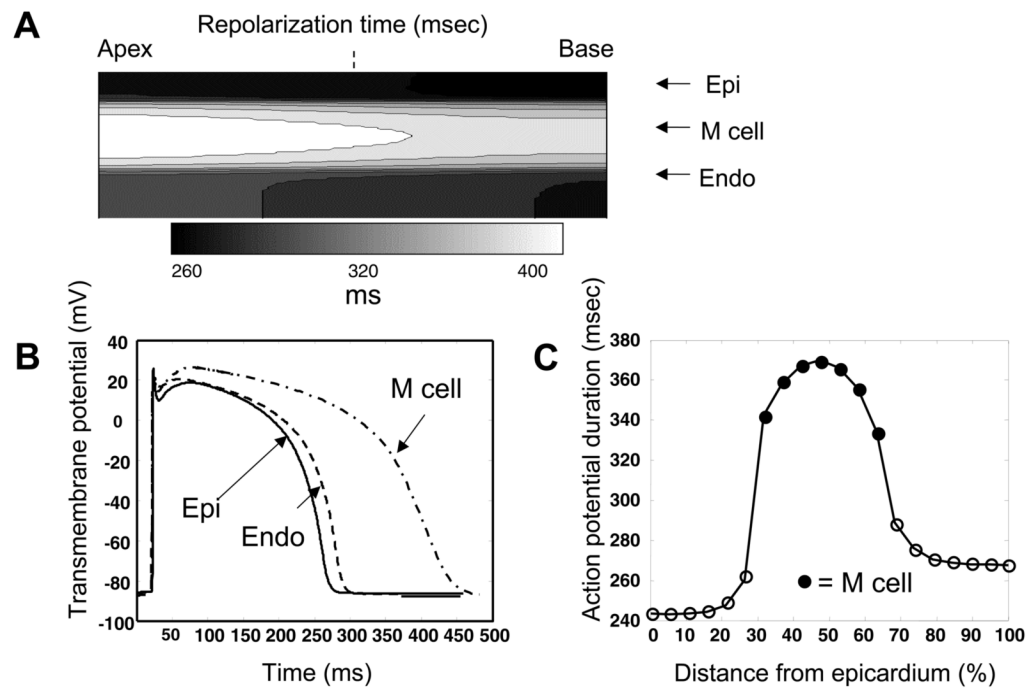 A
Repolarization time (msec)
Apex
Base
Epi
M cell
Endo
260
320
400
ms
B
Transmembrane potential (mV)
40
20
0
-20
-40
-60
-80
-100
M cell
Epi
Endo
50 100 150 200 250 300 350 400 450 500
Time (ms)
C
Action potential duration (msec)
380
360
340
320
300
280
260
240
= M cell
0 10 20 30 40 50 60 70 80 90 100
Distance from epicardium (%)